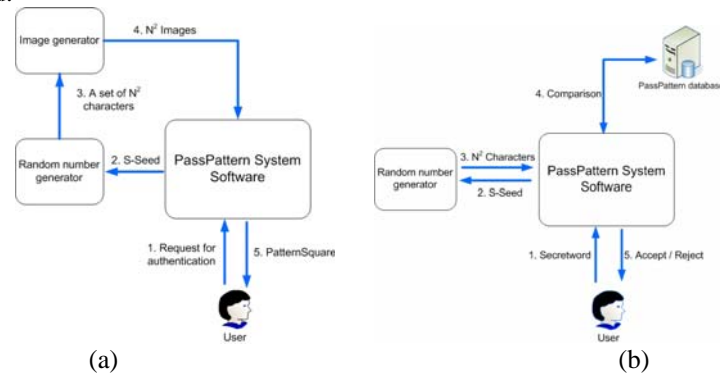 Image generator
4. N² Images
3. A set of N²
characters
Random number
generator
2. S-Seed
PassPattern System
Software
1. Request for
authentication
5. PatternSquare
User
(a)
PassPattern database
4. Comparison
Random number
generator
3. N² Characters
2. S-Seed
PassPattern System
Software
1. Secretword
5. Accept / Reject
User
(b)